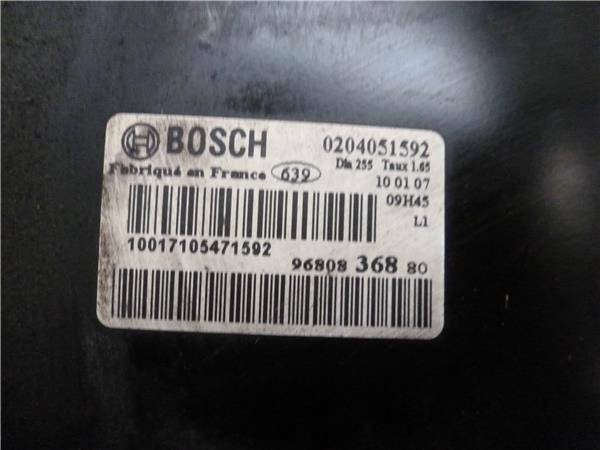 BOSCH 0204051592
Dia 255 Taux 1.65
Fabriqué en France 639 10 01 07
09H45
L1
10017105471592
96808 368 80